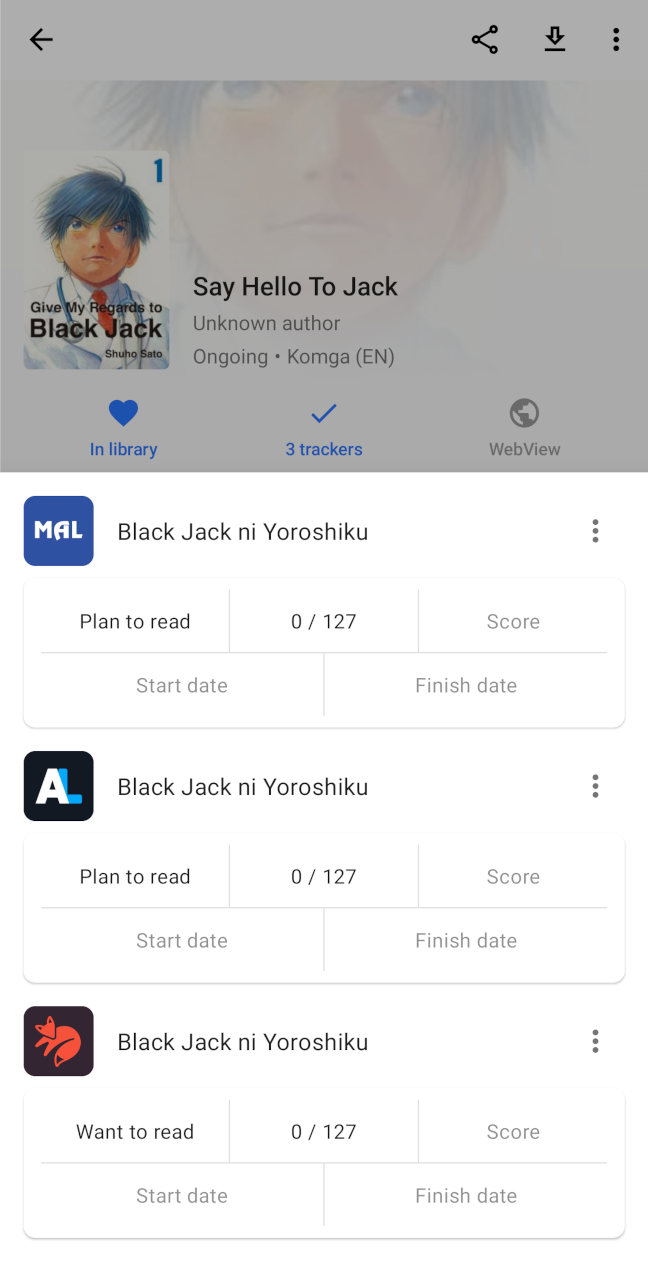 1
Give My Regards to
Black Jack
Shuho Sato
Say Hello To Jack
Unknown author
Ongoing • Komga (EN)
In library
3 trackers
WebView
MAL
Black Jack ni Yoroshiku
Plan to read
0 / 127
Score
Start date
Finish date
AL
Black Jack ni Yoroshiku
Plan to read
0 / 127
Score
Start date
Finish date
Black Jack ni Yoroshiku
Want to read
0 / 127
Score
Start date
Finish date